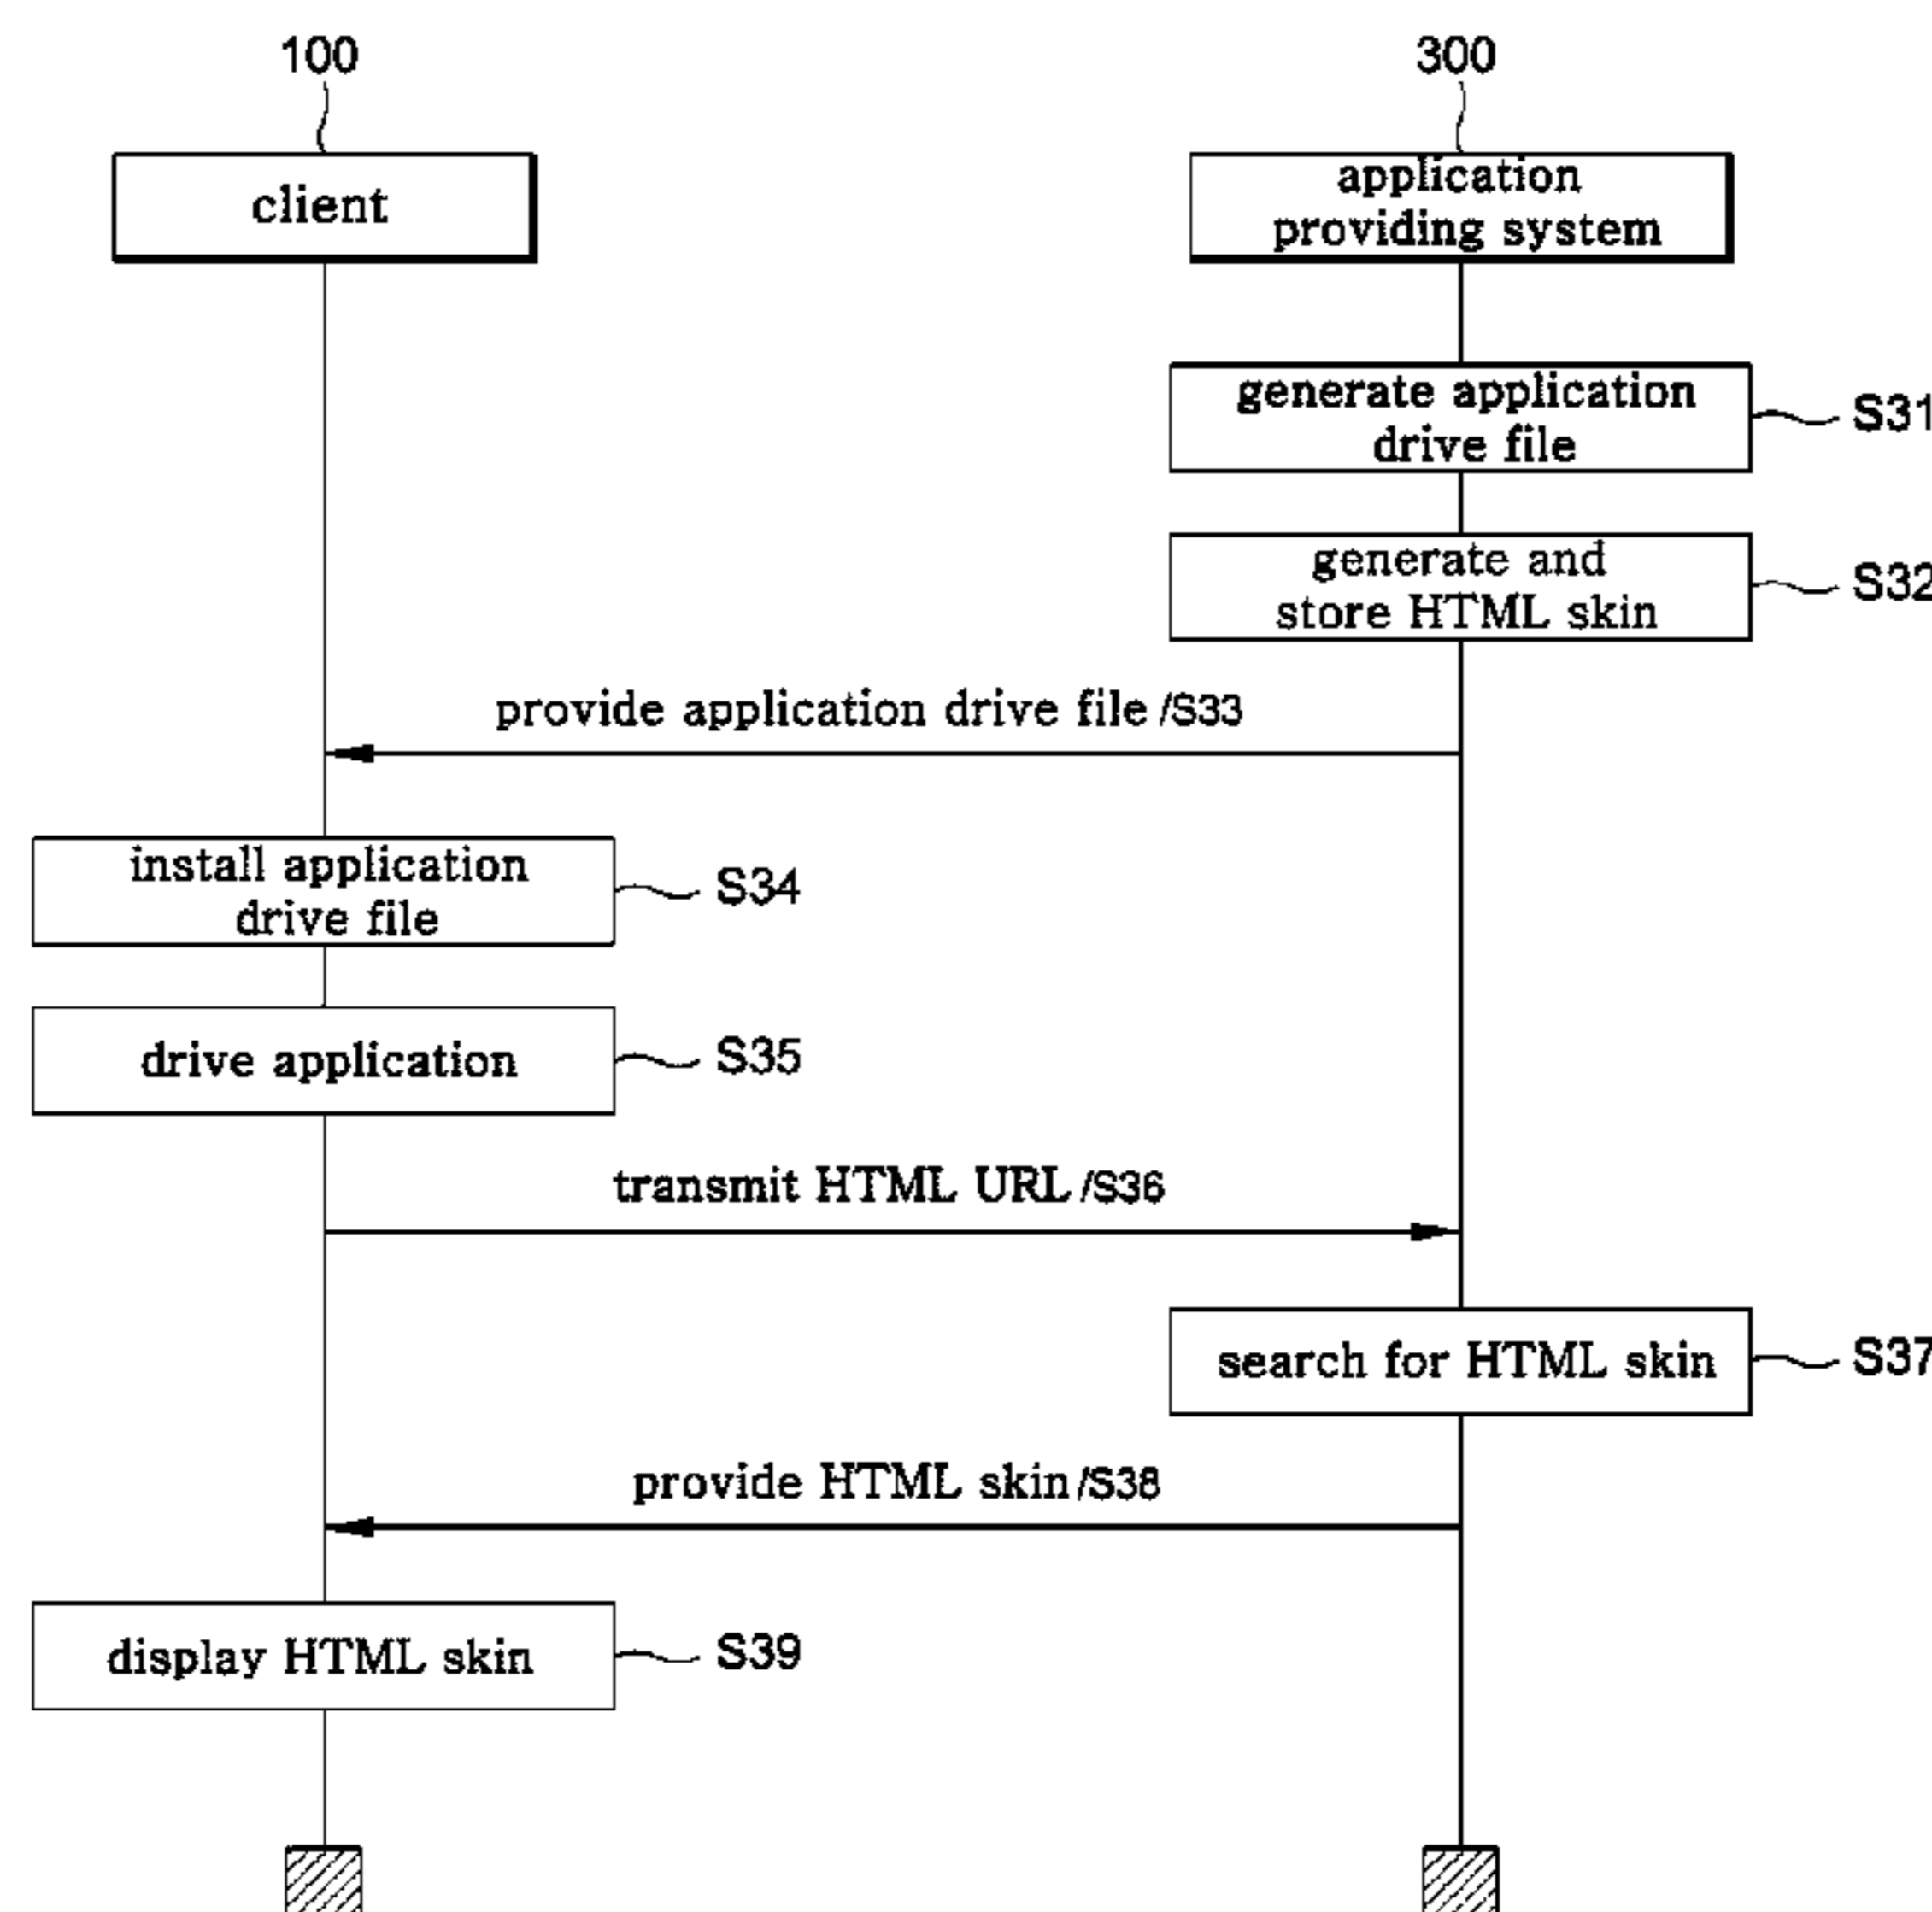 100
300
client
application
providing system
generate application
drive file
S31
generate and
store HTML skin
S32
provide application drive file /S33
install application
drive file
S34
drive application
S35
transmit HTML URL /S36
search for HTML skin
S37
provide HTML skin /S38
display HTML skin
S39